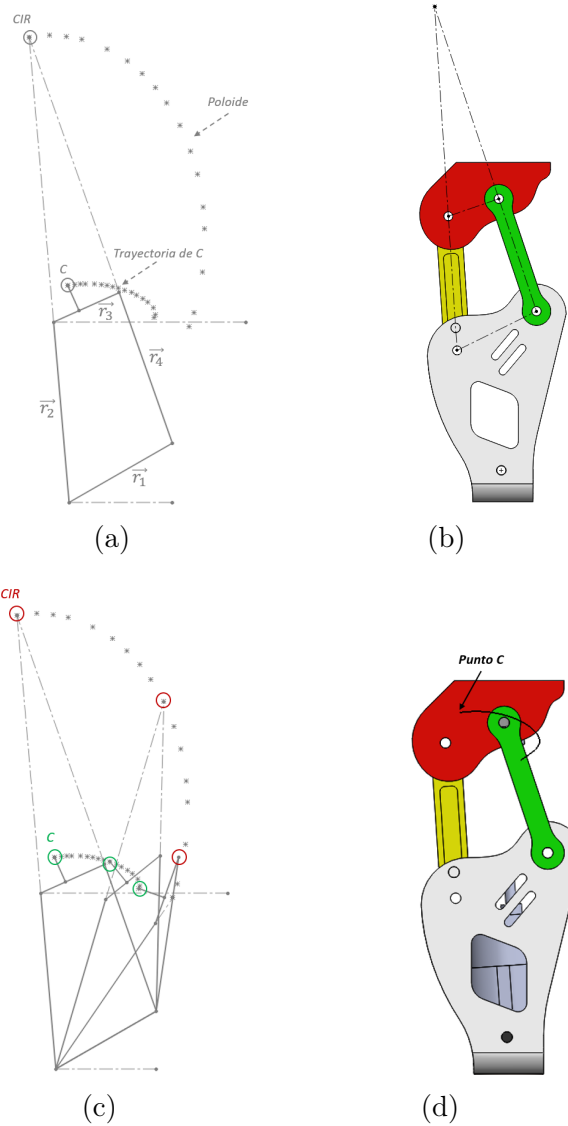 CIR
Poloide
Trayectoria de C
C
r₃
r₄
r₂
r₁
(a)
(b)
CIR
C
(c)
Punto C
(d)